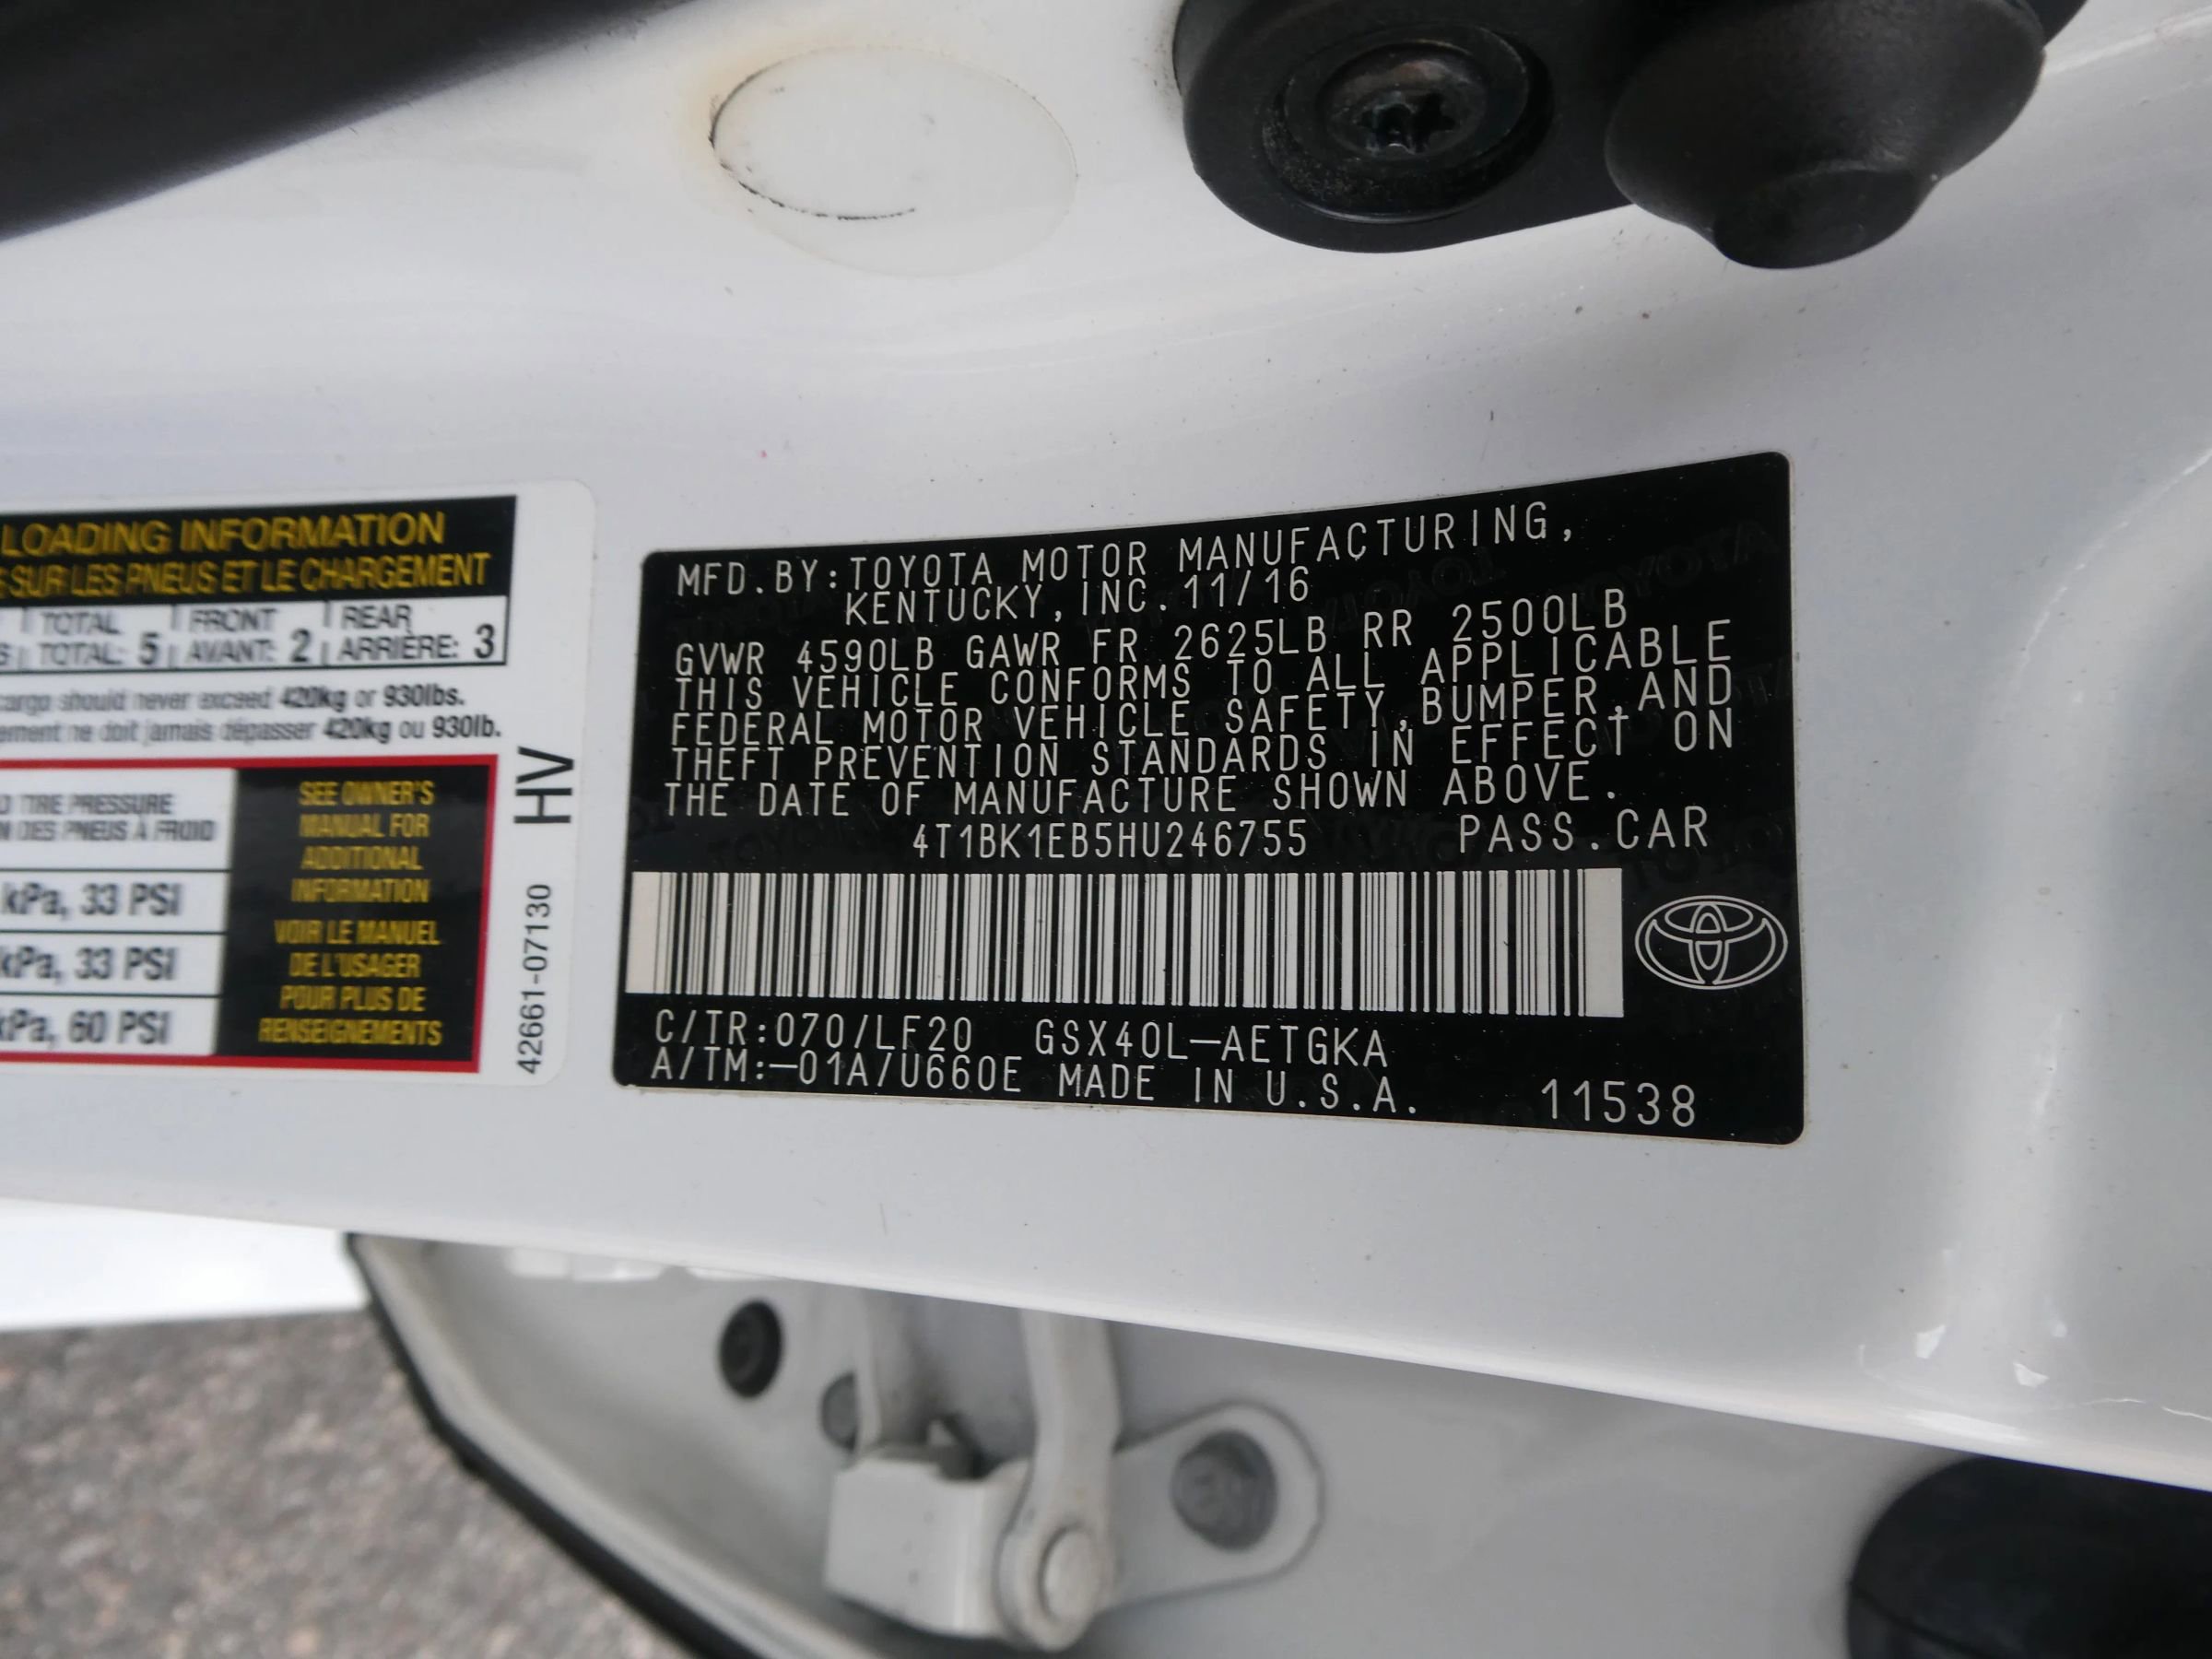 LOADING INFORMATION
SUR LES PNEUS ET LE CHARGEMENT
TOTAL FRONT REAR
TOTAL: 5 AVANT: 2 ARRIÈRE: 3
cargo should never exceed 420kg or 930lbs.
ne doit jamais dépasser 420kg ou 930lb.
TIRE PRESSURE
DES PNEUS À FROID
kPa, 33 PSI
kPa, 33 PSI
kPa, 60 PSI
SEE OWNER'S
MANUAL FOR
ADDITIONAL
INFORMATION
VOIR LE MANUEL
DE L'USAGER
POUR PLUS DE
RENSEIGNEMENTS
HV
42661-07130
MFD.BY:TOYOTA MOTOR MANUFACTURING,
KENTUCKY,INC.11/16
GVWR 4590LB GAWR FR 2625LB RR 2500LB
THIS VEHICLE CONFORMS TO ALL APPLICABLE
FEDERAL MOTOR VEHICLE SAFETY,BUMPER,AND
THEFT PREVENTION STANDARDS IN EFFECT ON
THE DATE OF MANUFACTURE SHOWN ABOVE.
4T1BK1EB5HU246755 PASS.CAR
C/TR:070/LF20 GSX40L—AETGKA
A/TM:—01A/U660E MADE IN U.S.A. 11538